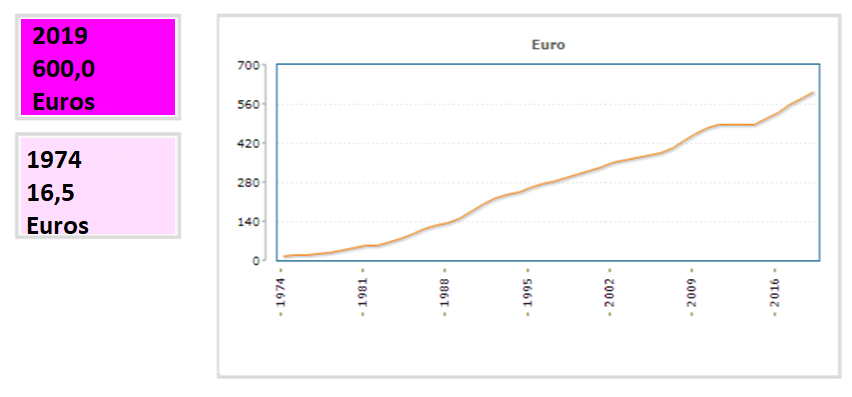 2019
600,0
Euros
1974
16,5
Euros
Euro
700
560
420
280
140
0
- 1974 -
- 1981 -
- 1988 -
- 1995 -
- 2002 -
- 2009 -
- 2016 -